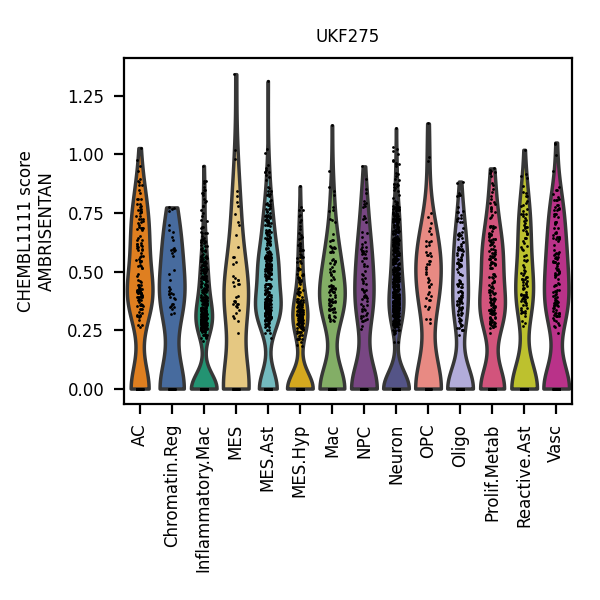 UKF275
CHEMBL1111 score
AMBRISENTAN
1.25
1.00
0.75
0.50
0.25
0.00
AC
Chromatin.Reg
Inflammatory.Mac
MES
MES.Ast
MES.Hyp
Mac
NPC
Neuron
OPC
Oligo
Prolif.Metab
Reactive.Ast
Vasc